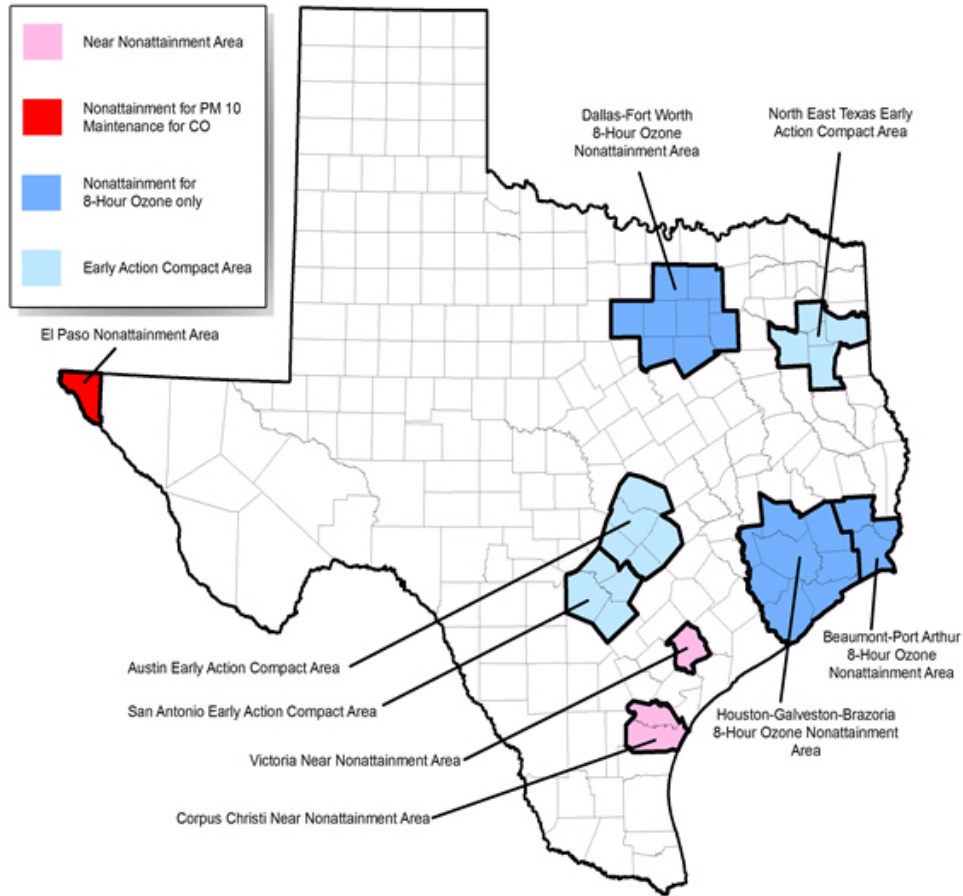 Near Nonattainment Area
Nonattainment for PM 10
Maintenance for CO
Nonattainment for
8-Hour Ozone only
Early Action Compact Area
Dallas-Fort Worth
8-Hour Ozone
Nonattainment Area
North East Texas Early
Action Compact Area
El Paso Nonattainment Area
Austin Early Action Compact Area
San Antonio Early Action Compact Area
Victoria Near Nonattainment Area
Corpus Christi Near Nonattainment Area
Beaumont-Port Arthur
8-Hour Ozone
Nonattainment Area
Houston-Galveston-Brazoria
8-Hour Ozone Nonattainment
Area